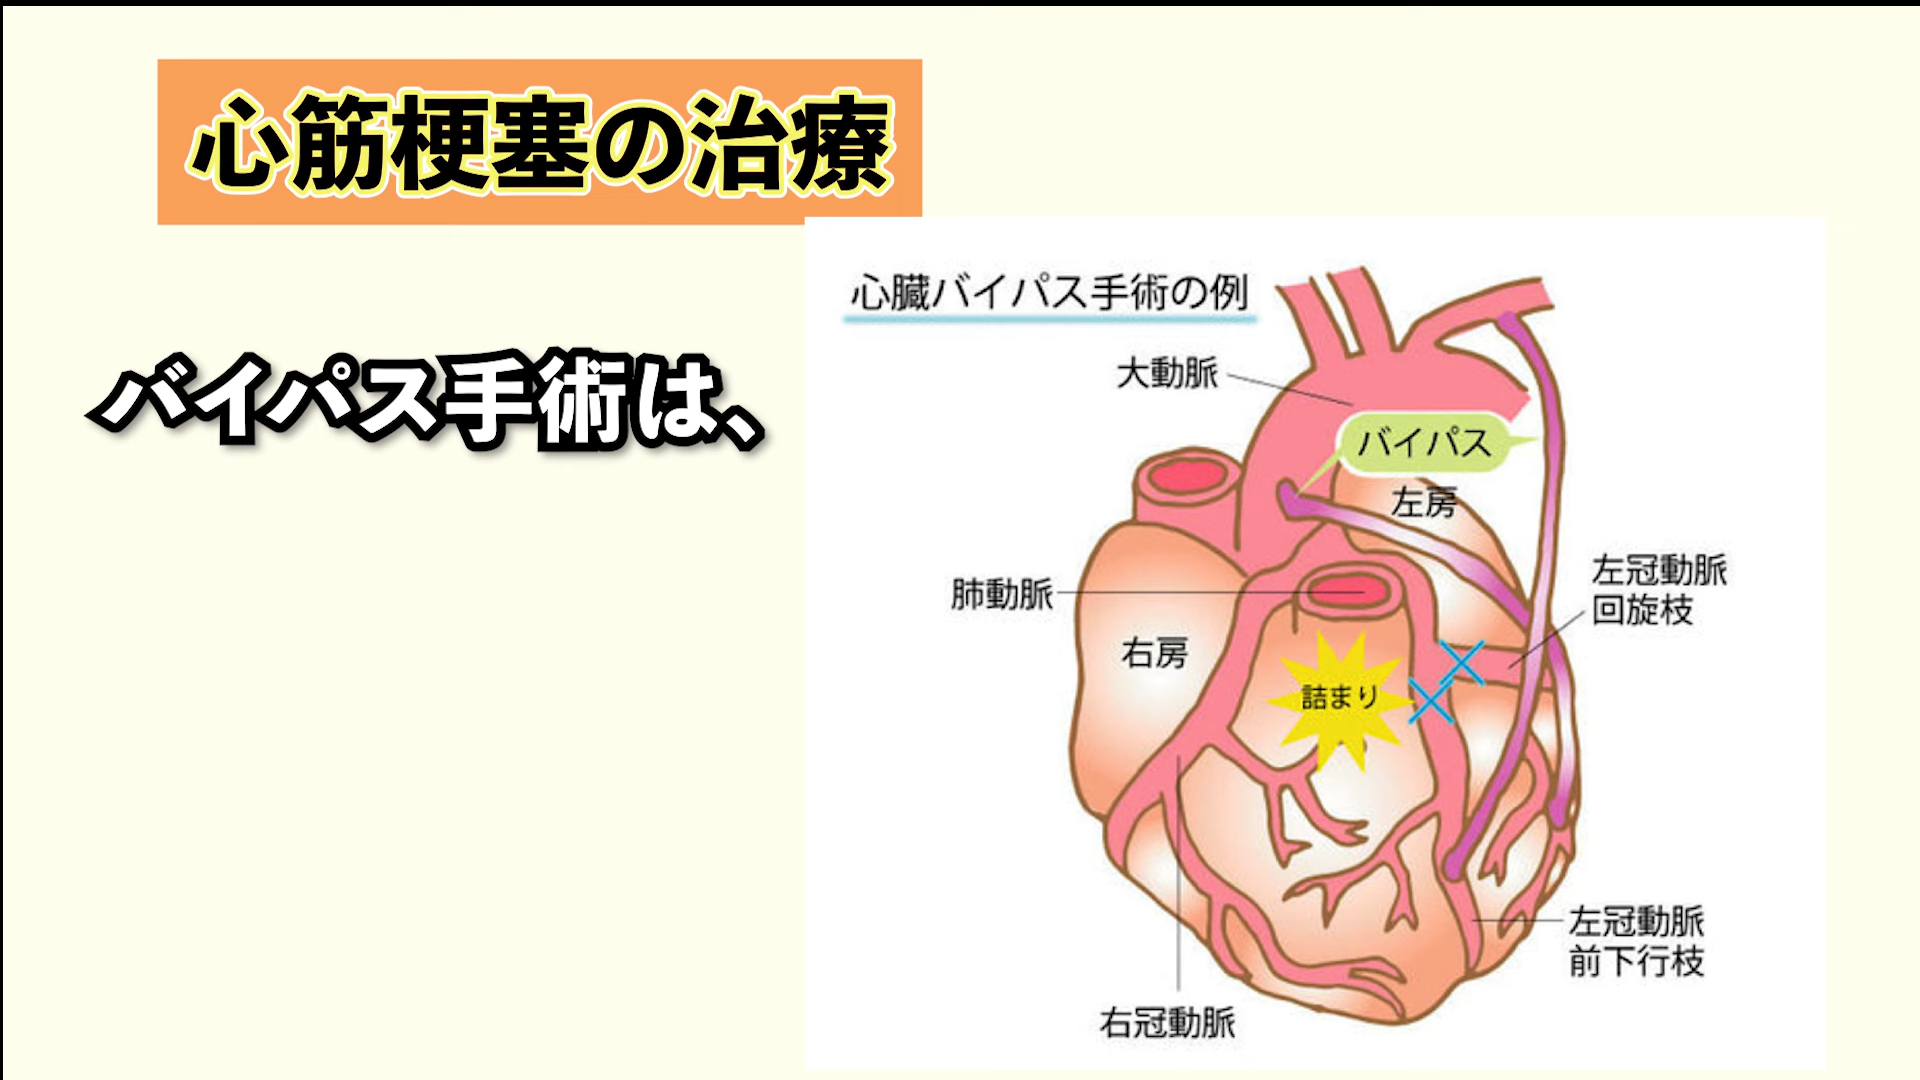 心筋梗塞の治療
バイパス手術は、
心臓バイパス手術の例
大動脈
バイパス
左房
左冠動脈
回旋枝
肺動脈
右房
詰まり
左冠動脈
前下行枝
右冠動脈